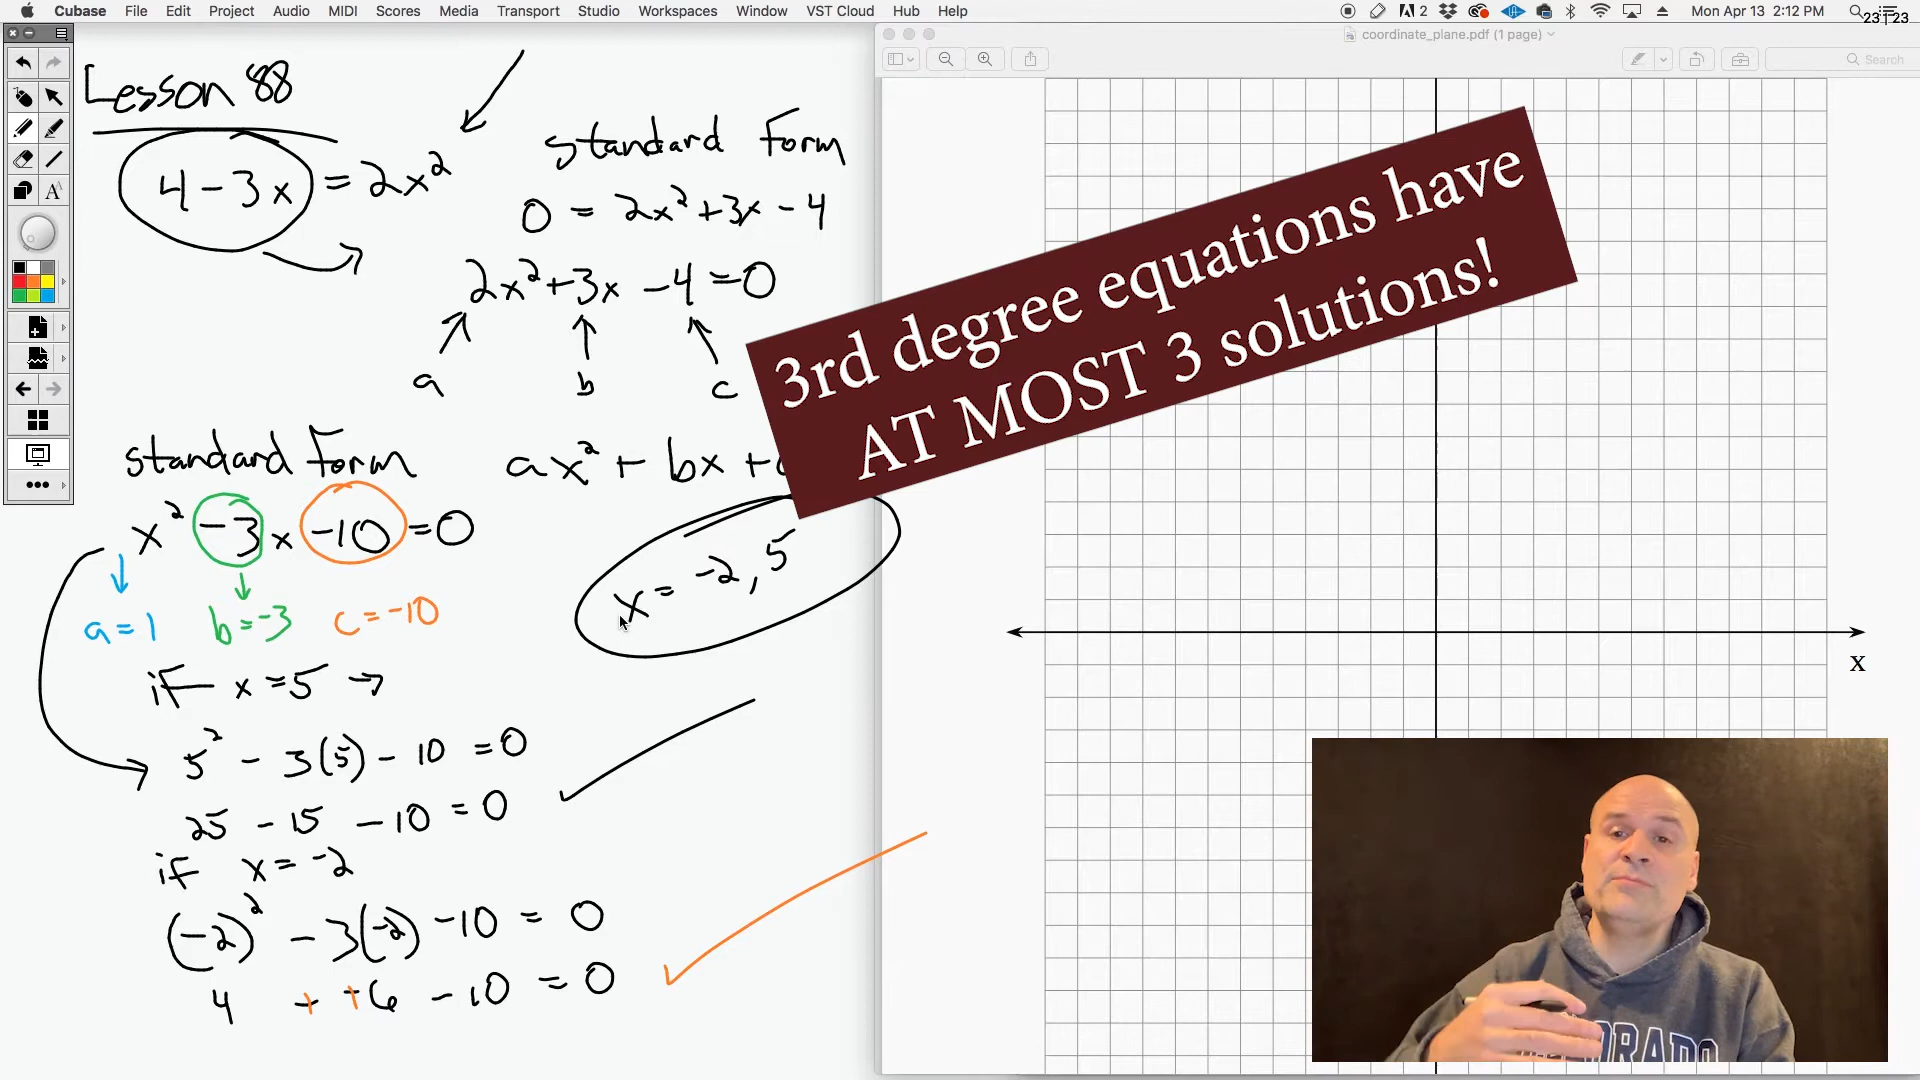 Cubase File Edit Project Audio MIDI Scores Media Transport Studio Workspaces Window VST Cloud Hub Help
2 Mon Apr 13 2:12 PM 23|23
coordinate_plane.pdf (1 page)
Search
Lesson 88
4 - 3x = 2x²
standard form
0 = 2x² + 3x - 4
2x² + 3x - 4 = 0
a b c
3rd degree equations have
AT MOST 3 solutions!
standard form
ax² + bx +
x² - 3x - 10 = 0
a = 1 b = -3 c = -10
x = -2, 5
if x = 5 →
5² - 3(5) - 10 = 0
25 - 15 - 10 = 0
if x = -2
(-2)² - 3(-2) - 10 = 0
4 + +6 - 10 = 0
x